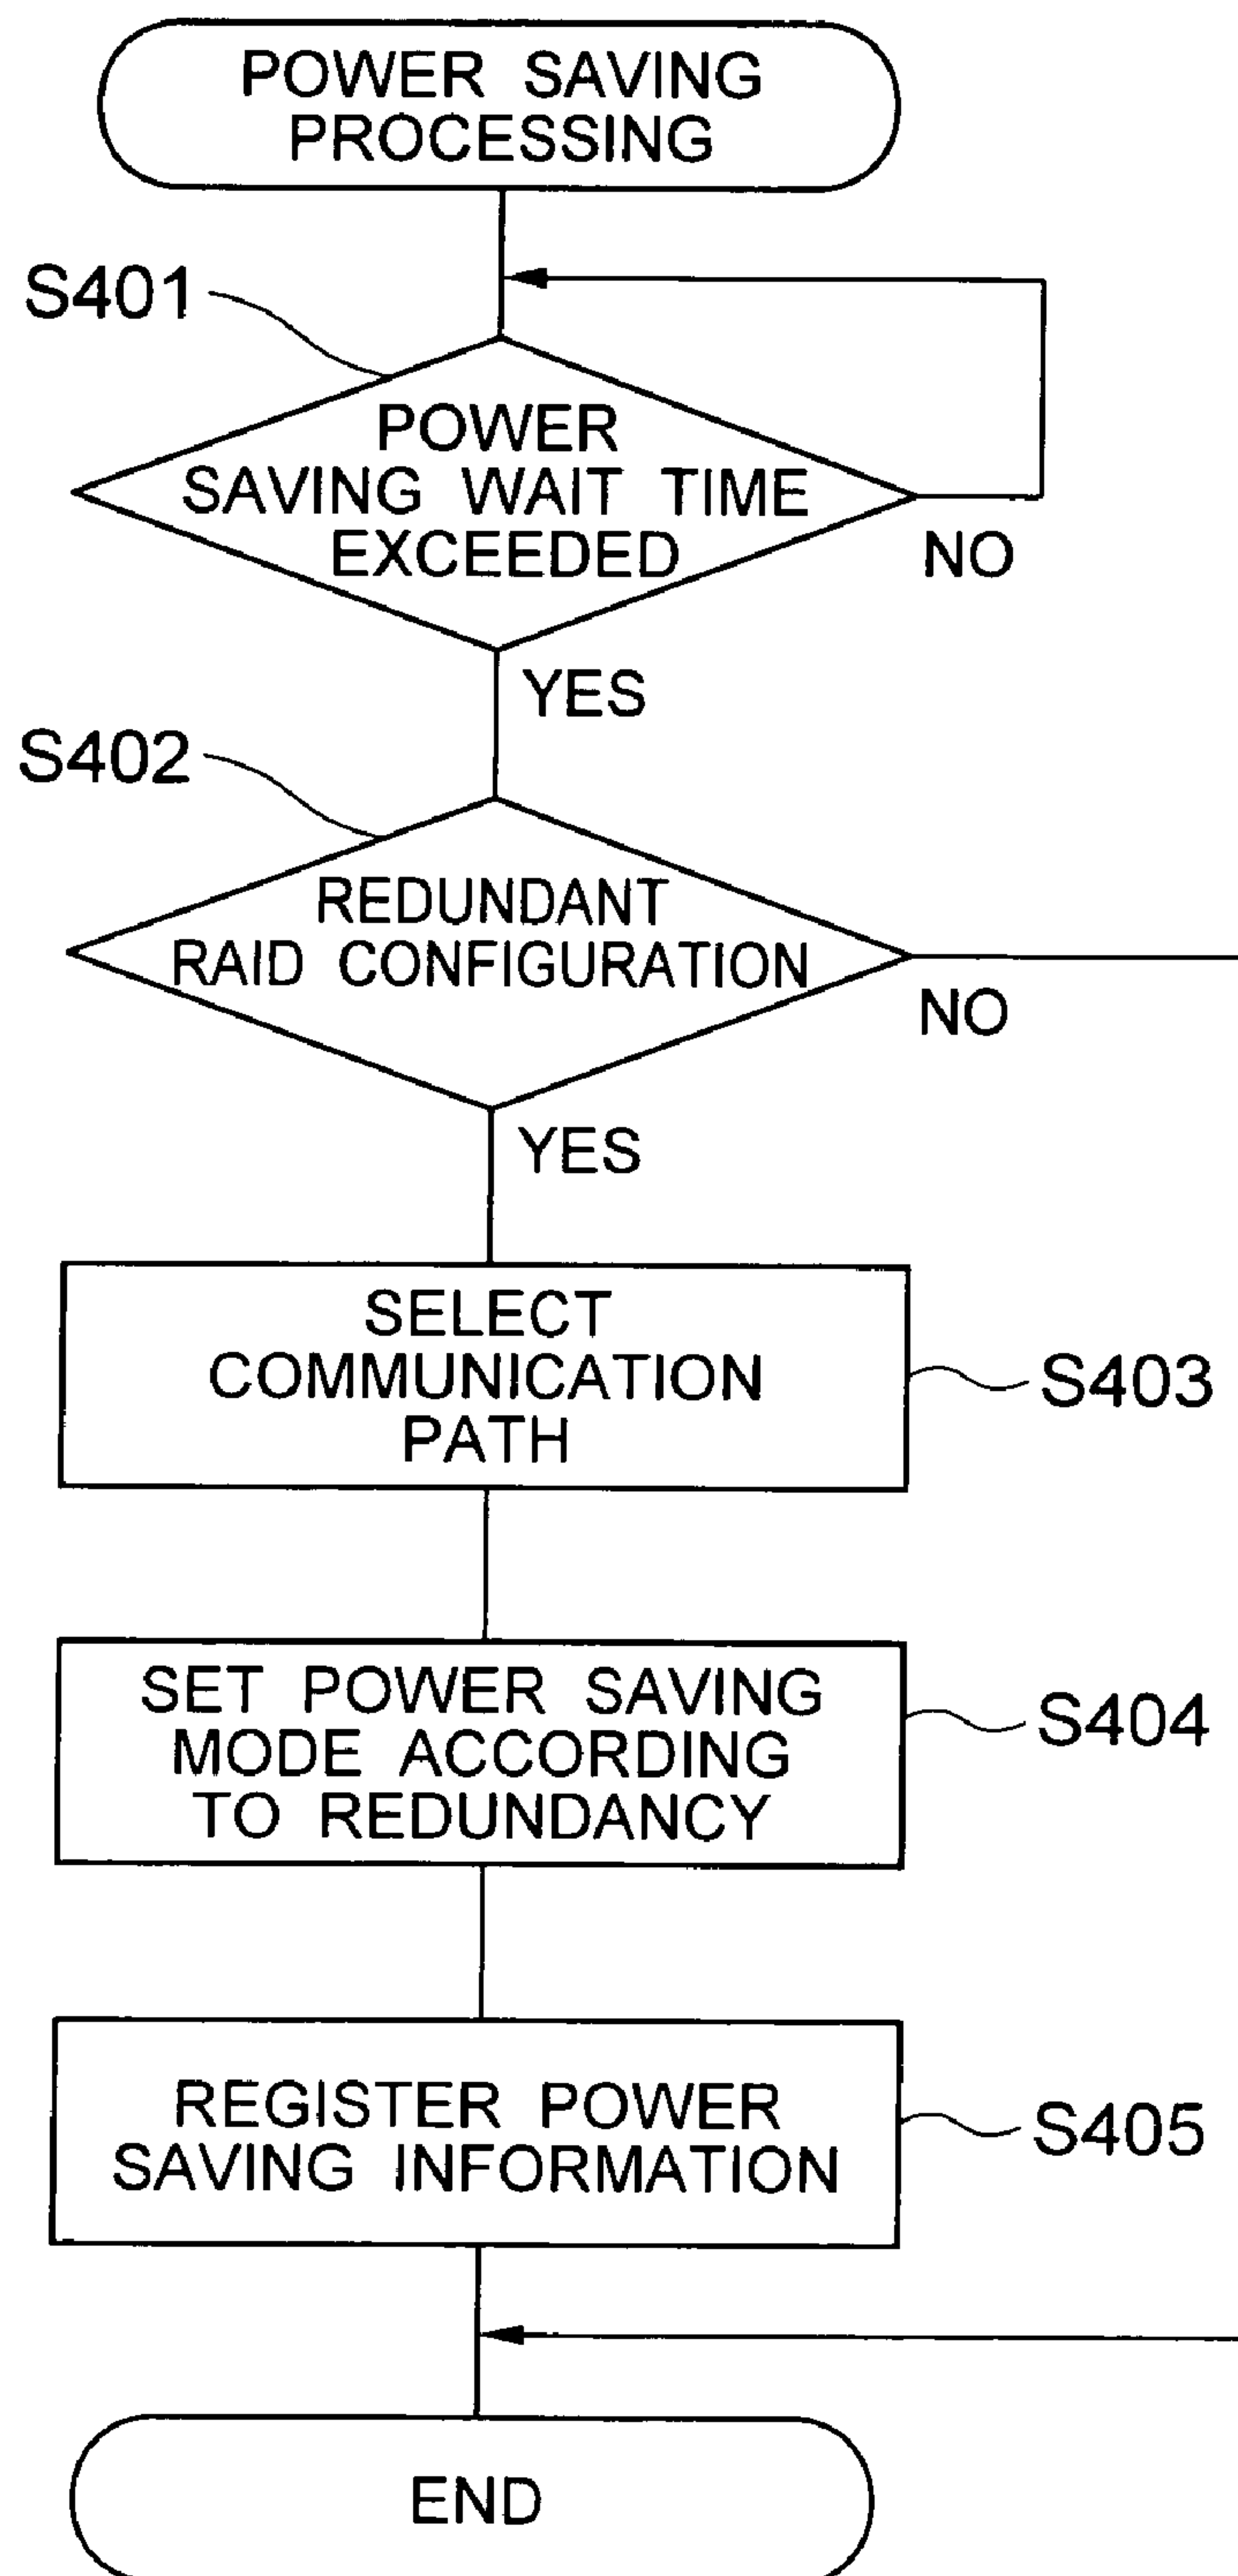 POWER SAVING
PROCESSING
S401
POWER
SAVING WAIT TIME
EXCEEDED
NO
YES
S402
REDUNDANT
RAID CONFIGURATION
NO
YES
SELECT
COMMUNICATION
PATH
S403
SET POWER SAVING
MODE ACCORDING
TO REDUNDANCY
S404
REGISTER POWER
SAVING INFORMATION
S405
END